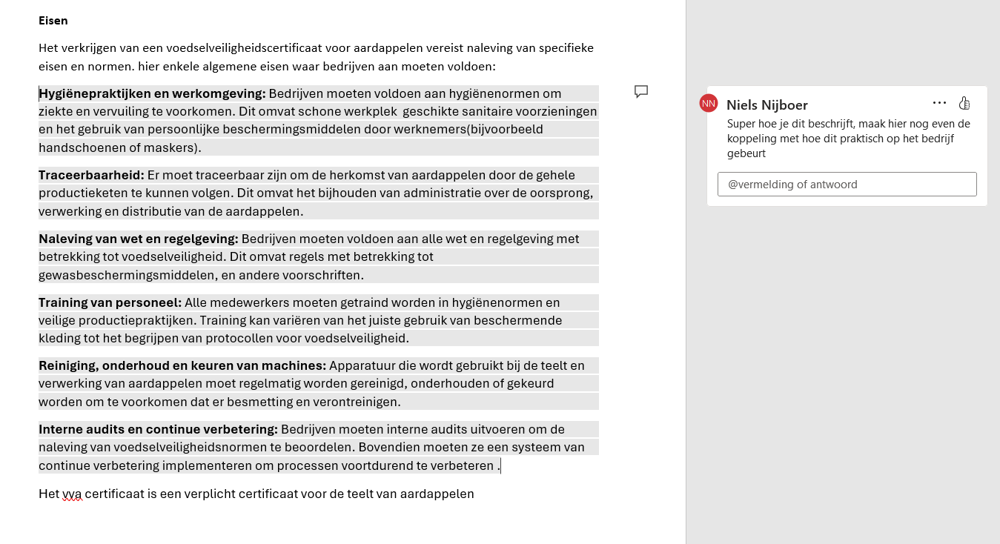 Eisen
Het verkrijgen van een voedselveiligheidscertificaat voor aardappelen vereist naleving van specifieke
eisen en normen. hier enkele algemene eisen waar bedrijven aan moeten voldoen:
Hygiënepraktijken en werkomgeving: Bedrijven moeten voldoen aan hygiënenormen om
ziekte en vervuiling te voorkomen. Dit omvat schone werkplek  geschikte sanitaire voorzieningen
en het gebruik van persoonlijke beschermingsmiddelen door werknemers(bijvoorbeeld
handschoenen of maskers).
Traceerbaarheid: Er moet traceerbaar zijn om de herkomst van aardappelen door de gehele
productieketen te kunnen volgen. Dit omvat het bijhouden van administratie over de oorsprong,
verwerking en distributie van de aardappelen.
Naleving van wet en regelgeving: Bedrijven moeten voldoen aan alle wet en regelgeving met
betrekking tot voedselveiligheid. Dit omvat regels met betrekking tot
gewasbeschermingsmiddelen, en andere voorschriften.
Training van personeel: Alle medewerkers moeten getraind worden in hygiënenormen en
veilige productiepraktijken. Training kan variëren van het juiste gebruik van beschermende
kleding tot het begrijpen van protocollen voor voedselveiligheid.
Reiniging, onderhoud en keuren van machines: Apparatuur die wordt gebruikt bij de teelt en
verwerking van aardappelen moet regelmatig worden gereinigd, onderhouden of gekeurd
worden om te voorkomen dat er besmetting en verontreinigen.
Interne audits en continue verbetering: Bedrijven moeten interne audits uitvoeren om de
naleving van voedselveiligheidsnormen te beoordelen. Bovendien moeten ze een systeem van
continue verbetering implementeren om processen voortdurend te verbeteren .
Het vva certificaat is een verplicht certificaat voor de teelt van aardappelen
NN
Niels Nijboer
Super hoe je dit beschrijft, maak hier nog even de
koppeling met hoe dit praktisch op het bedrijf
gebeurt
@vermelding of antwoord